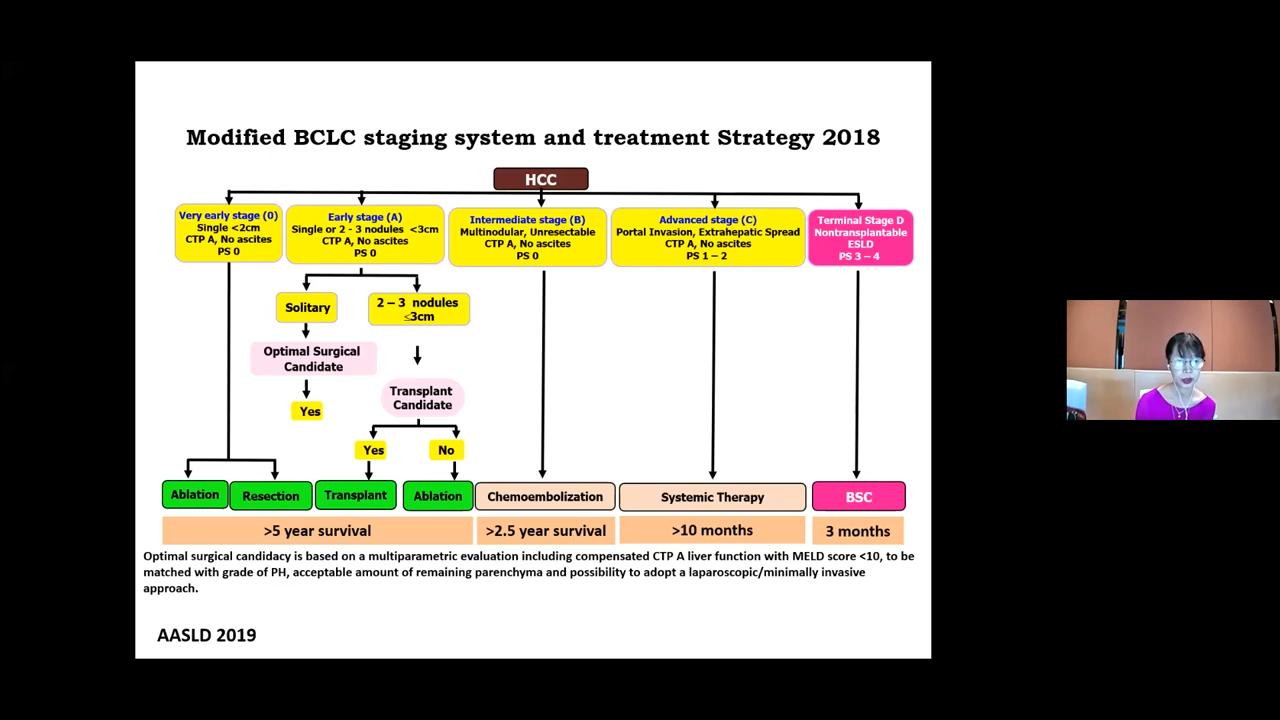 Modified BCLC staging system and treatment Strategy 2018
HCC
Very early stage (0)
Single <2cm
CTP A, No ascites
PS 0
Early stage (A)
Single or 2 - 3 nodules <3cm
CTP A, No ascites
PS 0
Intermediate stage (B)
Multinodular, Unresectable
CTP A, No ascites
PS 0
Advanced stage (C)
Portal Invasion, Extrahepatic Spread
CTP A, No ascites
PS 1 – 2
Terminal Stage D
Nontransplantable
ESLD
PS 3 – 4
Solitary
2 – 3 nodules
≤3cm
Optimal Surgical
Candidate
Transplant
Candidate
Yes
Yes
No
Ablation
Resection
Transplant
Ablation
Chemoembolization
Systemic Therapy
BSC
>5 year survival
>2.5 year survival
>10 months
3 months
Optimal surgical candidacy is based on a multiparametric evaluation including compensated CTP A liver function with MELD score <10, to be
matched with grade of PH, acceptable amount of remaining parenchyma and possibility to adopt a laparoscopic/minimally invasive
approach.
AASLD 2019